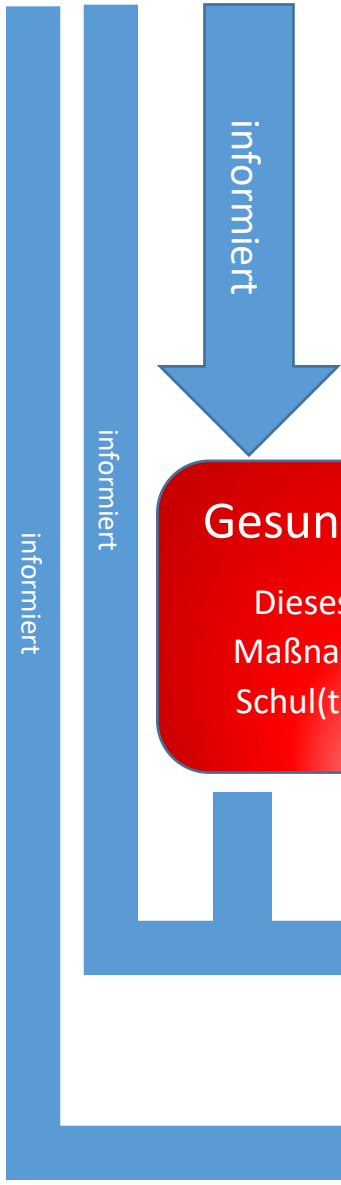 informiert
informiert
informiert
Gesun
Dieses
Maßna
Schul(t